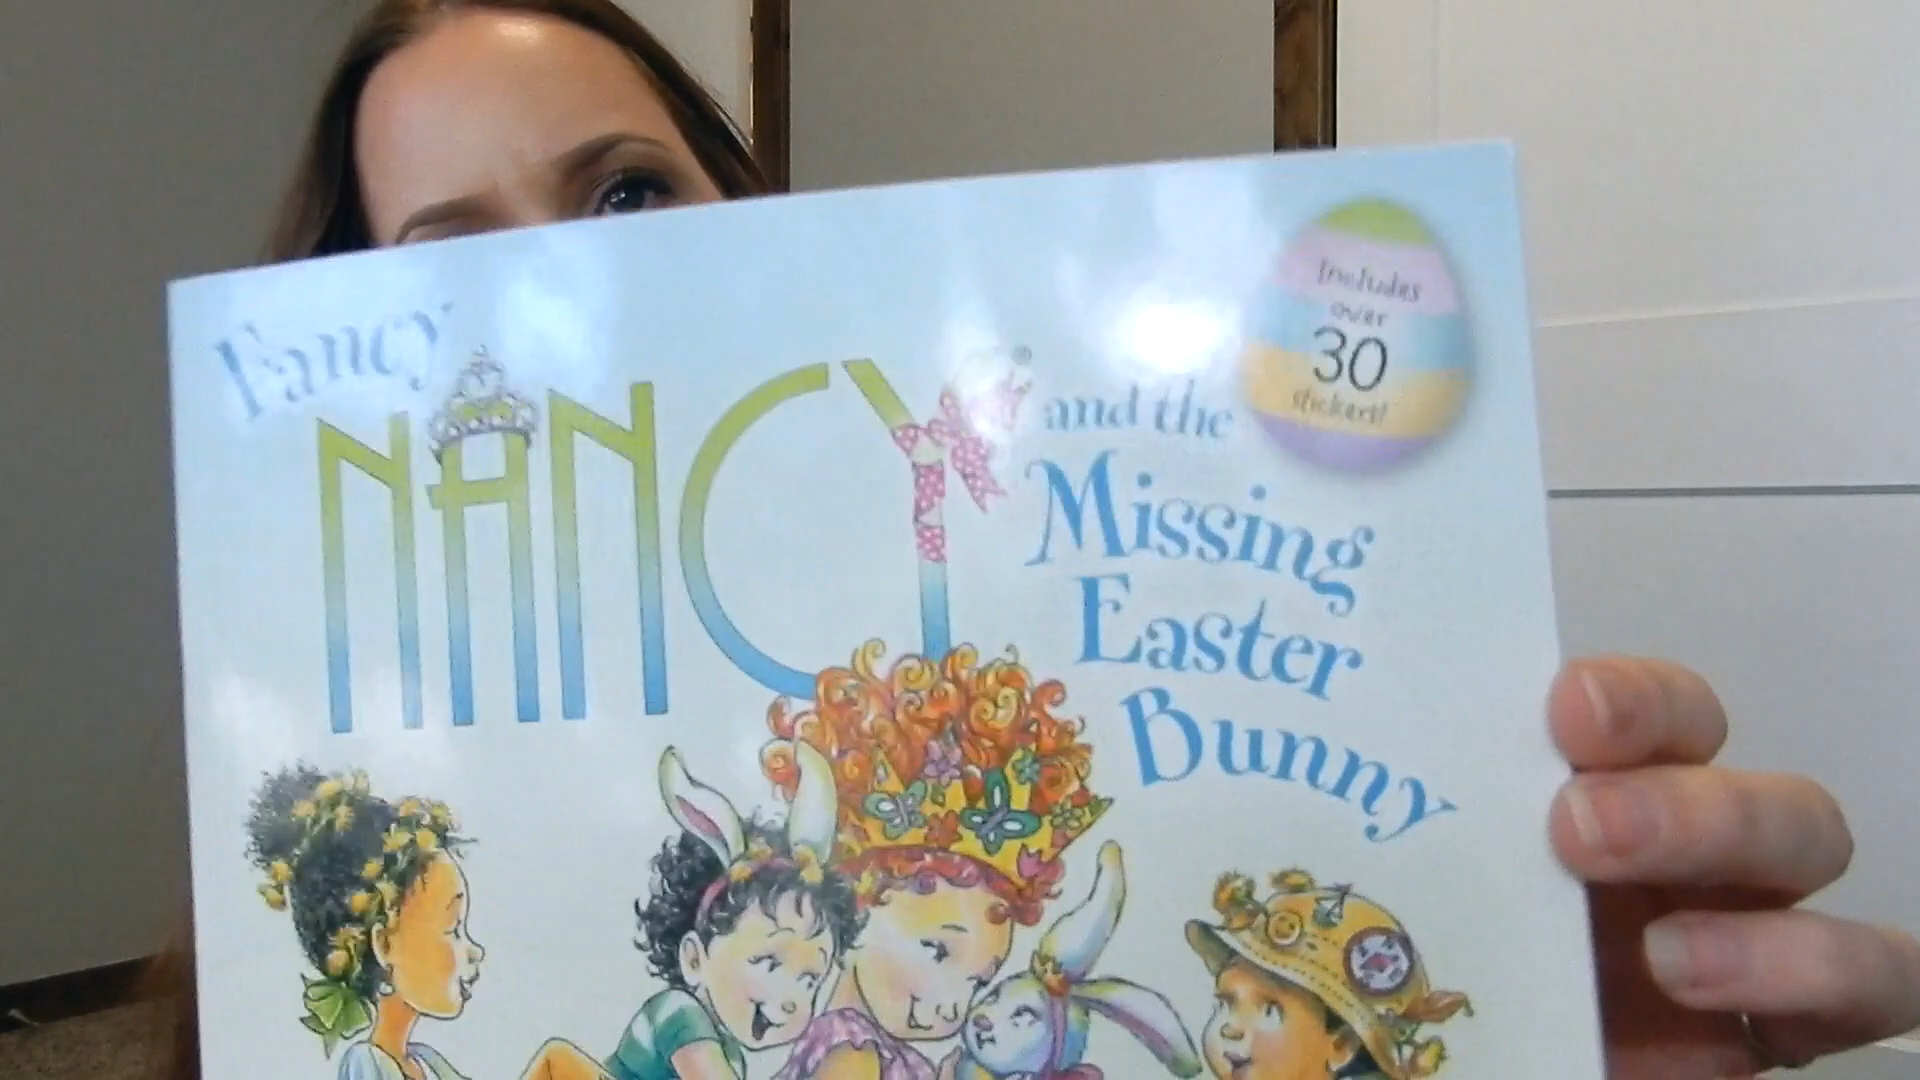 Fancy
NANCY
and the
Missing
Easter
Bunny
Includes
over
30
stickers!